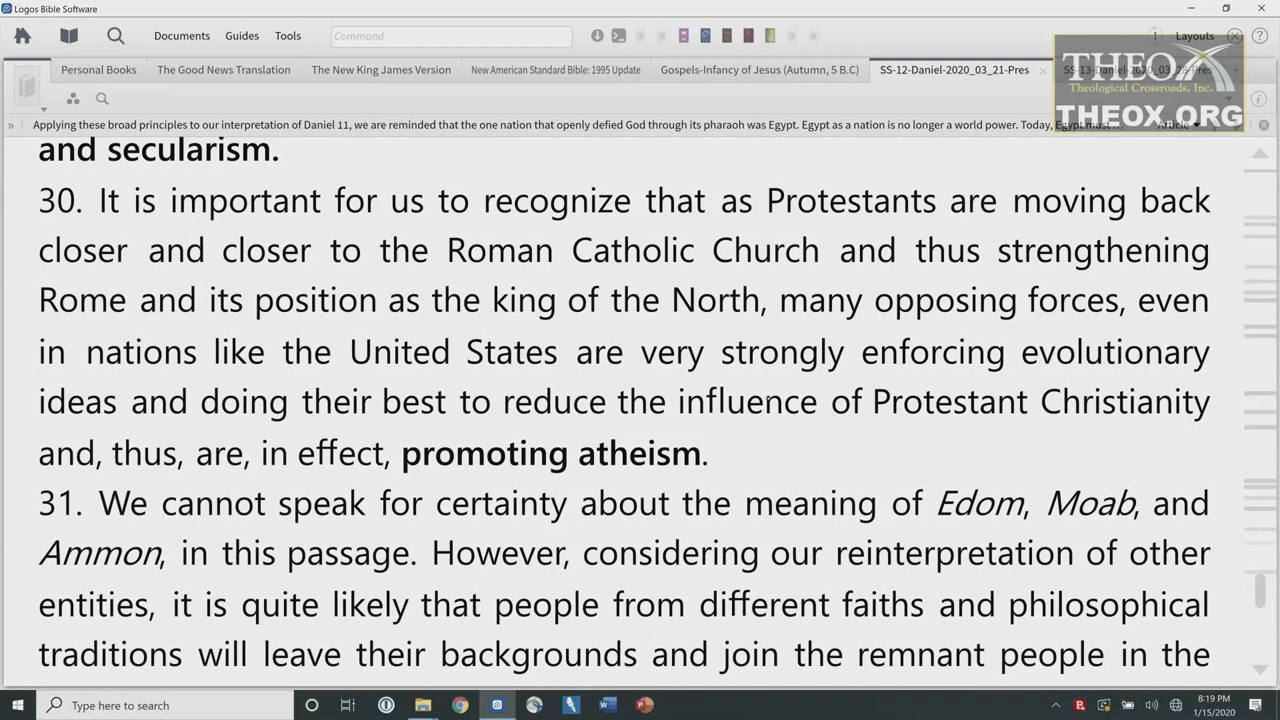 Logos Bible Software
Documents Guides Tools Command Layouts
Personal Books The Good News Translation New American Standard Bible: 1995 Update Gospels-Infancy of Jesus (Autumn, 5 B.C) SS-12-Daniel-2020_03_21-Pres
THEOX
Theological Crossroads, Inc.
THEOX.ORG
» Applying these broad principles to our interpretation of Daniel 11, we are reminded that the one nation that openly defied God through its pharaoh was Egypt. Egypt as a nation is no longer a world power. Today, Egypt must ... Article
and secularism.
30. It is important for us to recognize that as Protestants are moving back
closer and closer to the Roman Catholic Church and thus strengthening
Rome and its position as the king of the North, many opposing forces, even
in nations like the United States are very strongly enforcing evolutionary
ideas and doing their best to reduce the influence of Protestant Christianity
and, thus, are, in effect, promoting atheism.
31. We cannot speak for certainty about the meaning of Edom, Moab, and
Ammon, in this passage. However, considering our reinterpretation of other
entities, it is quite likely that people from different faiths and philosophical
traditions will leave their backgrounds and join the remnant people in the
Type here to search
8:19 PM
1/15/2020